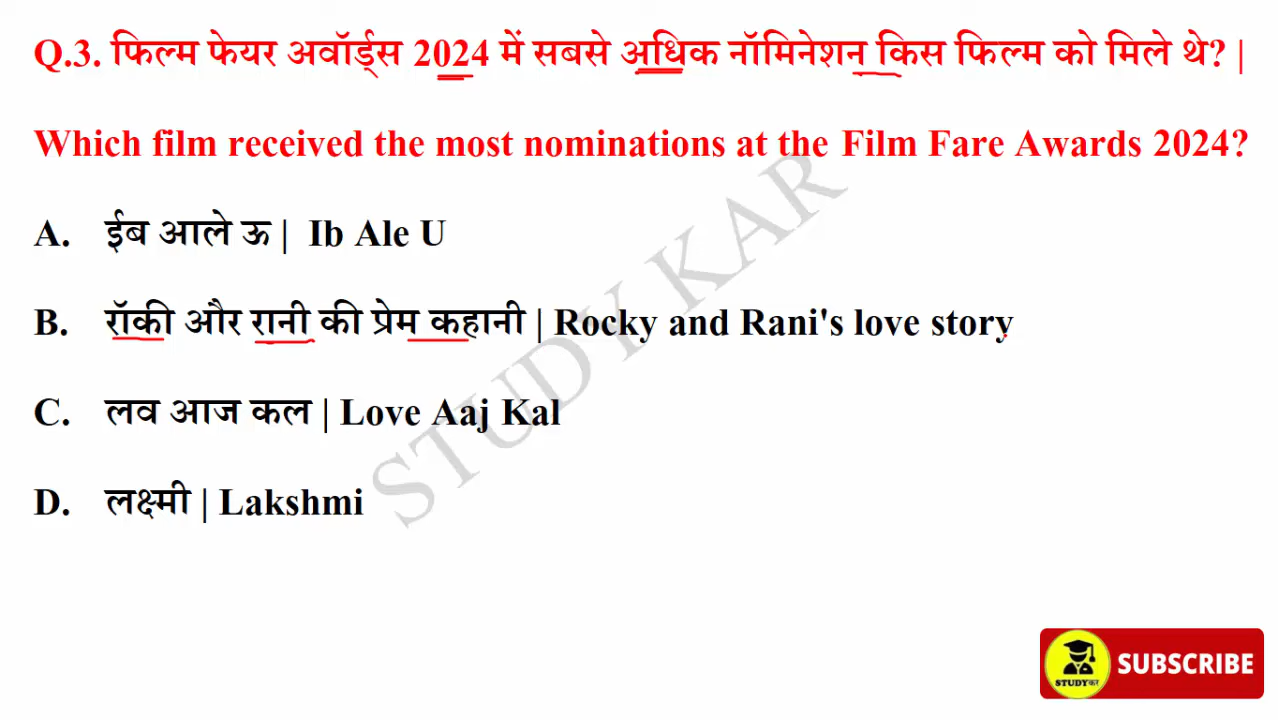 Q.3. फिल्म फेयर अवॉर्ड्स 2024 में सबसे अधिक नॉमिनेशन किस फिल्म को मिले थे? |
Which film received the most nominations at the Film Fare Awards 2024?
A. ईब आले ऊ | Ib Ale U
B. रॉकी और रानी की प्रेम कहानी | Rocky and Rani's love story
C. लव आज कल | Love Aaj Kal
D. लक्ष्मी | Lakshmi
STUDY KAR
STUDYकर
SUBSCRIBE